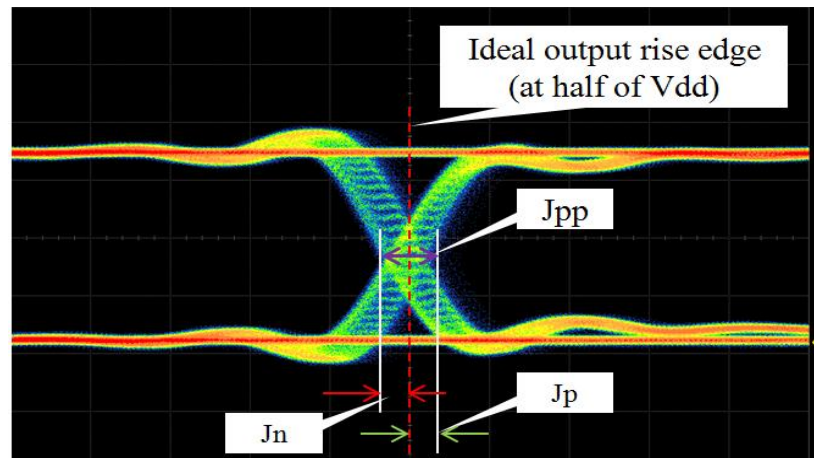 Ideal output rise edge
(at half of Vdd)
Jpp
Jp
Jn